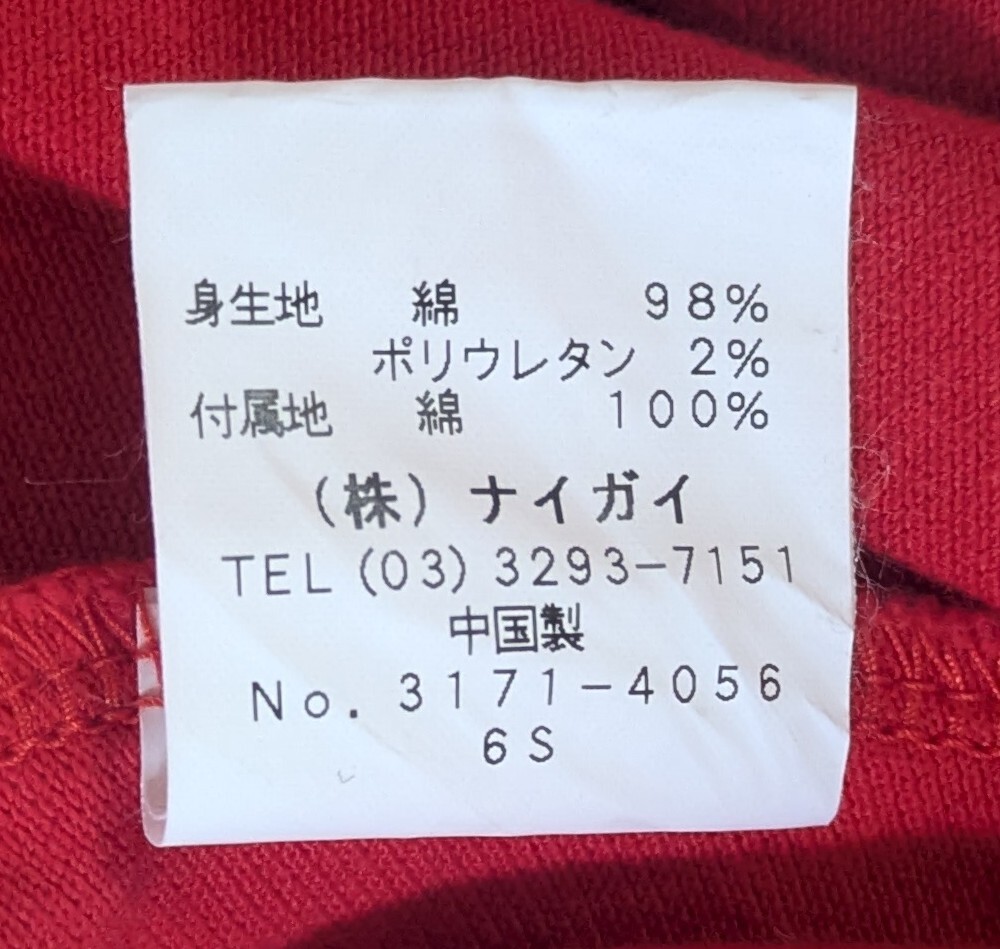 身生地 綿 98%
ポリウレタン 2%
付属地 綿 100%
(株) ナイガイ
TEL (03) 3293-7151
中国製
No. 3171-4056
6S